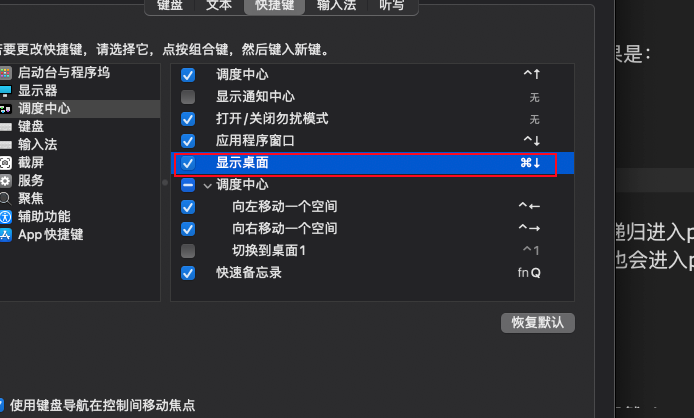 键盘 文本 快捷键 输入法 听写
要更改快捷键，请选择它，点按组合键，然后键入新键。
启动台与程序坞
显示器
调度中心
键盘
输入法
截屏
服务
聚焦
辅助功能
App 快捷键
调度中心 ^↑
显示通知中心 无
打开/关闭勿扰模式 无
应用程序窗口 ^↓
显示桌面 ⌘↓
调度中心
向左移动一个空间 ^←
向右移动一个空间 ^→
切换到桌面1 ^1
快速备忘录 fn Q
恢复默认
使用键盘导航在控制间移动焦点
果是：
递归进入p
也会进入p